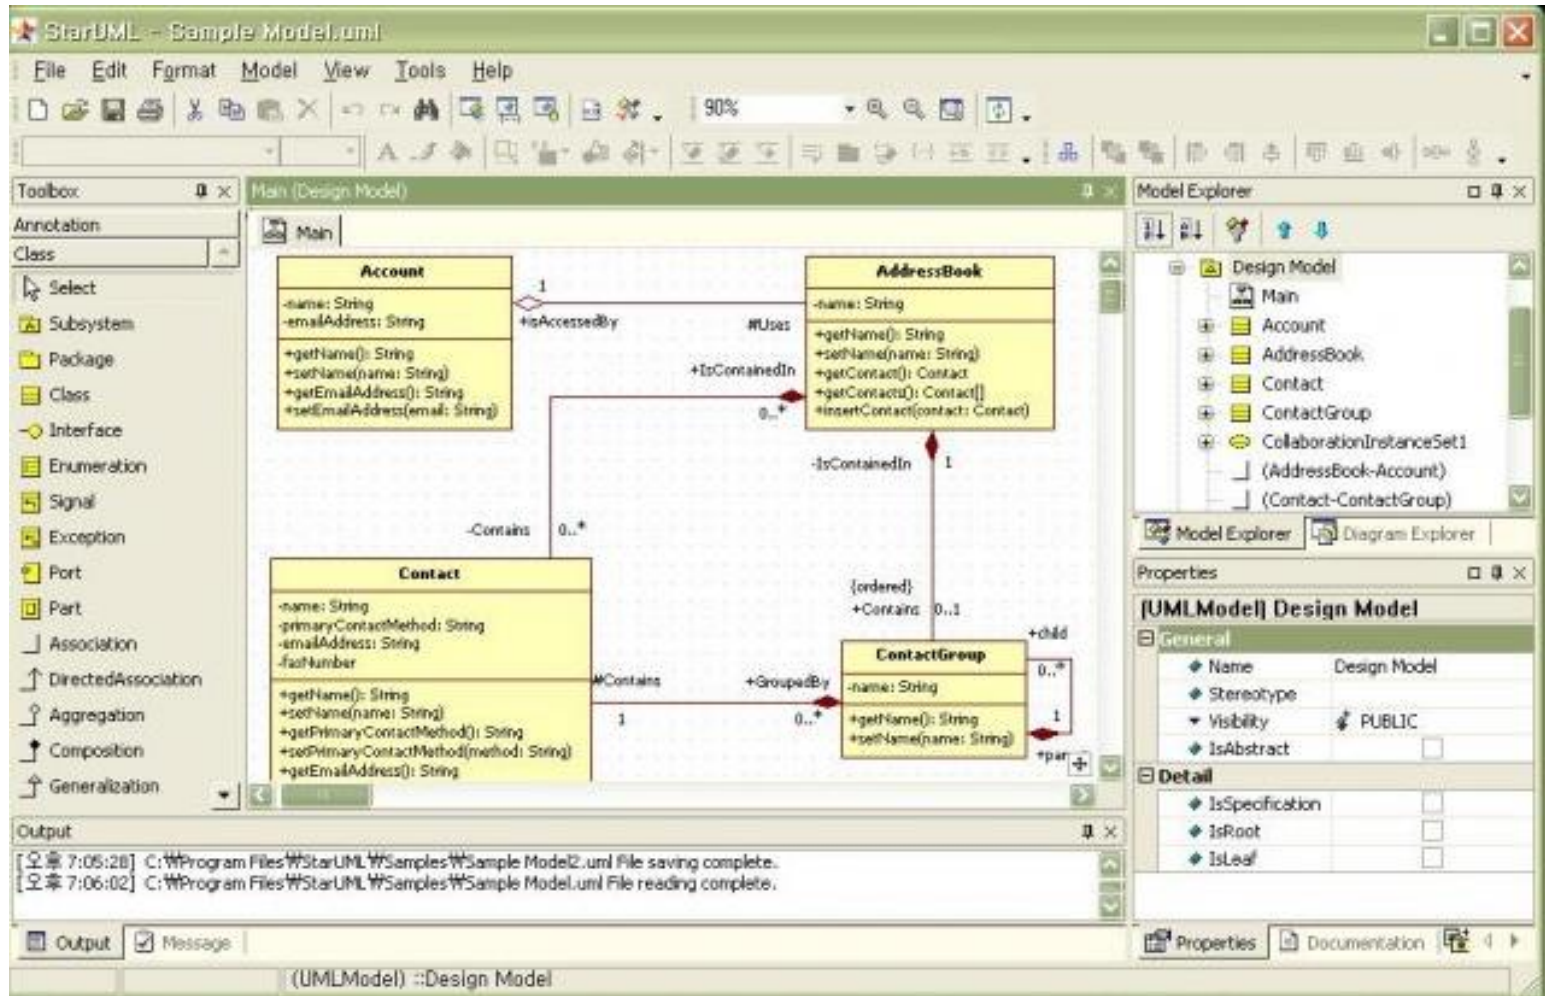 StarUML - Sample Model.uml
File Edit Format Model View Tools Help
90%
Toolbox
Annotation
Class
Select
Subsystem
Package
Class
Interface
Enumeration
Signal
Exception
Port
Part
Association
DirectedAssociation
Aggregation
Composition
Generalization
Main (Design Model)
Main
Account
-name: String
-emailAddress: String
+getName(): String
+setName(name: String)
+getEmailAddress(): String
+setEmailAddress(email: String)
1
+isAccessedBy
#Uses
AddressBook
-name: String
+getName(): String
+setName(name: String)
+getContact(): Contact
+getContacts(): Contact[]
+insertContact(contact: Contact)
+IsContainedIn
0..*
-IsContainedIn
1
-Contains
0..*
Contact
-name: String
-primaryContactMethod: String
-emailAddress: String
-faxNumber
+getName(): String
+setName(name: String)
+getPrimaryContactMethod(): String
+setPrimaryContactMethod(method: String)
+getEmailAddress(): String
{ordered}
+Contains
0..1
#Contains
1
+GroupedBy
0..*
ContactGroup
-name: String
+getName(): String
+setName(name: String)
+child
0..*
1
+par
Model Explorer
Design Model
Main
Account
AddressBook
Contact
ContactGroup
CollaborationInstanceSet1
(AddressBook-Account)
(Contact-ContactGroup)
Model Explorer Diagram Explorer
Properties
(UMLModel) Design Model
General
Name Design Model
Stereotype
Visibility PUBLIC
IsAbstract
Detail
IsSpecification
IsRoot
IsLeaf
Properties Documentation
Output
[오후 7:05:28] C:₩Program Files₩StarUML₩Samples₩Sample Model2.uml File saving complete.
[오후 7:06:02] C:₩Program Files₩StarUML₩Samples₩Sample Model.uml File reading complete.
Output Message
(UMLModel) ::Design Model